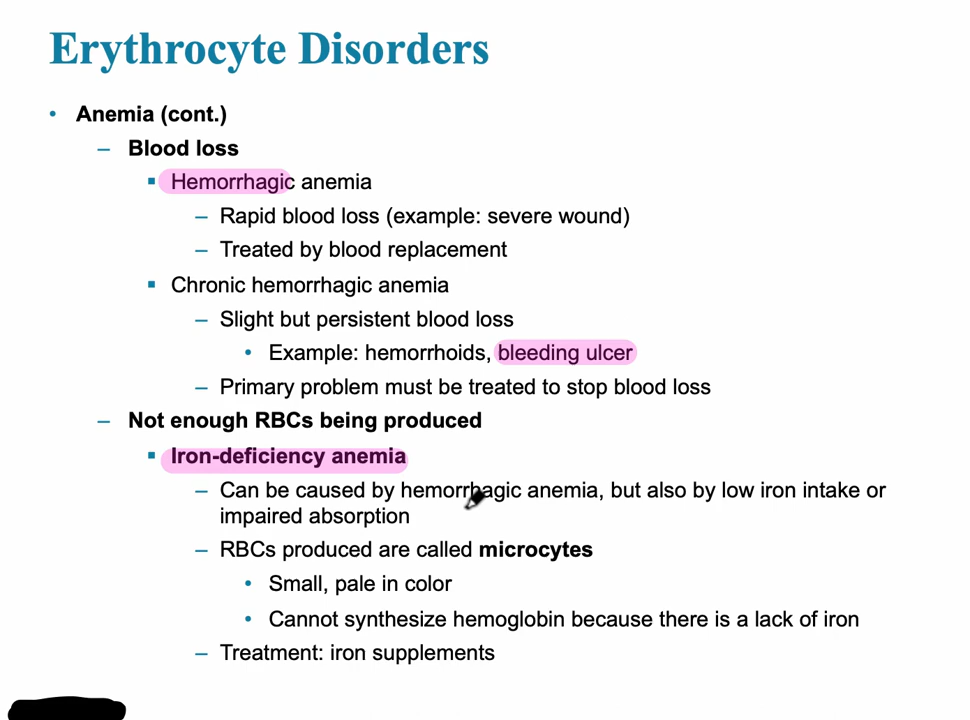 Erythrocyte Disorders
• Anemia (cont.)
– Blood loss
▪ Hemorrhagic anemia
– Rapid blood loss (example: severe wound)
– Treated by blood replacement
▪ Chronic hemorrhagic anemia
– Slight but persistent blood loss
• Example: hemorrhoids, bleeding ulcer
– Primary problem must be treated to stop blood loss
– Not enough RBCs being produced
▪ Iron-deficiency anemia
– Can be caused by hemorrhagic anemia, but also by low iron intake or
impaired absorption
– RBCs produced are called microcytes
• Small, pale in color
• Cannot synthesize hemoglobin because there is a lack of iron
– Treatment: iron supplements